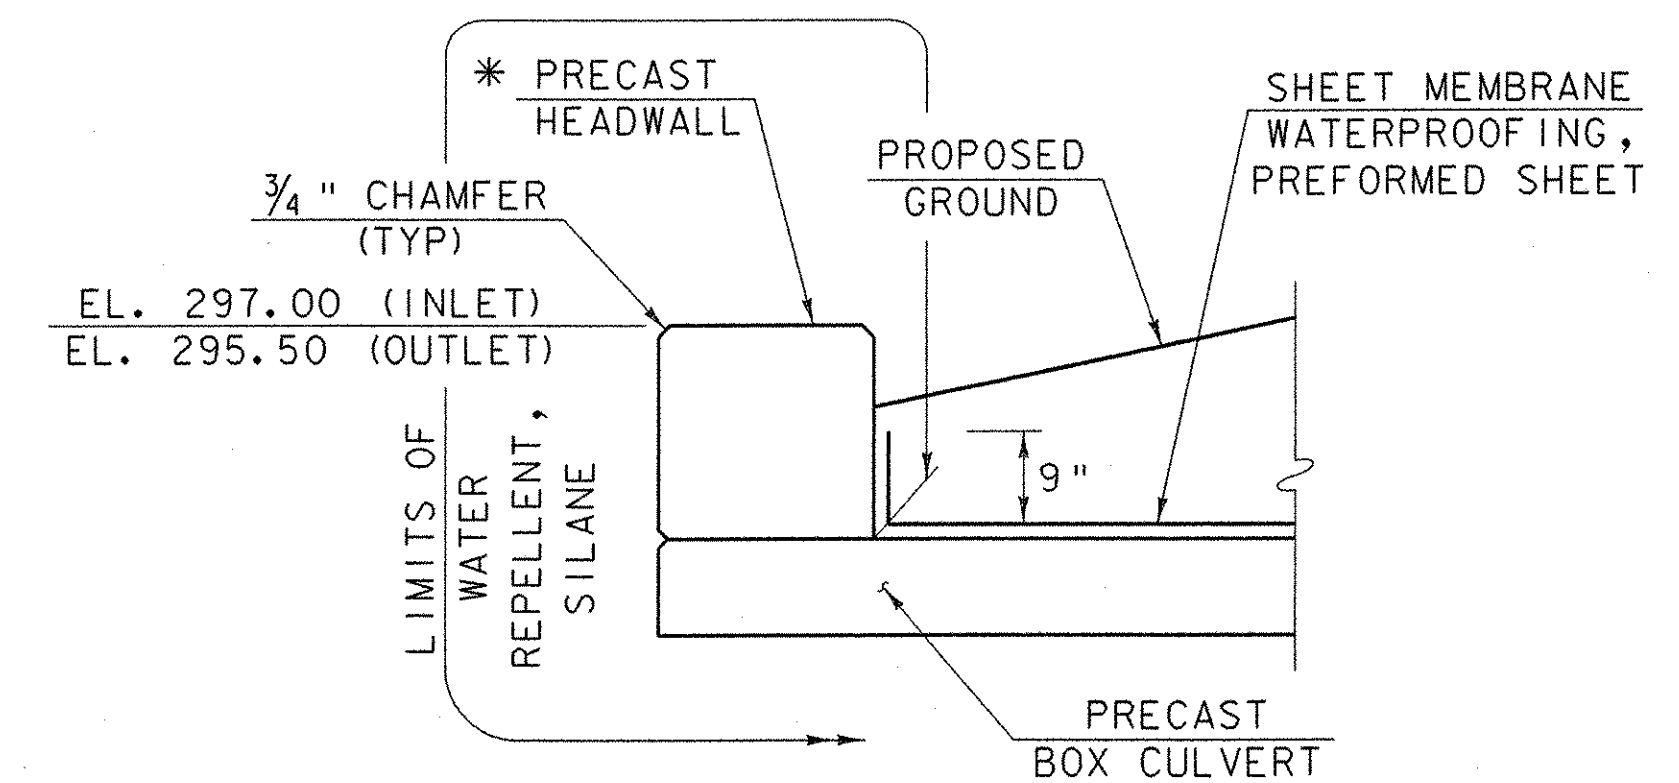 * PRECAST
HEADWALL
SHEET MEMBRANE
WATERPROOFING,
PREFORMED SHEET
PROPOSED
GROUND
3/4 " CHAMFER
(TYP)
EL. 297.00 (INLET)
EL. 295.50 (OUTLET)
LIMITS OF
WATER
REPELLENT,
SILANE
9"
PRECAST
BOX CULVERT